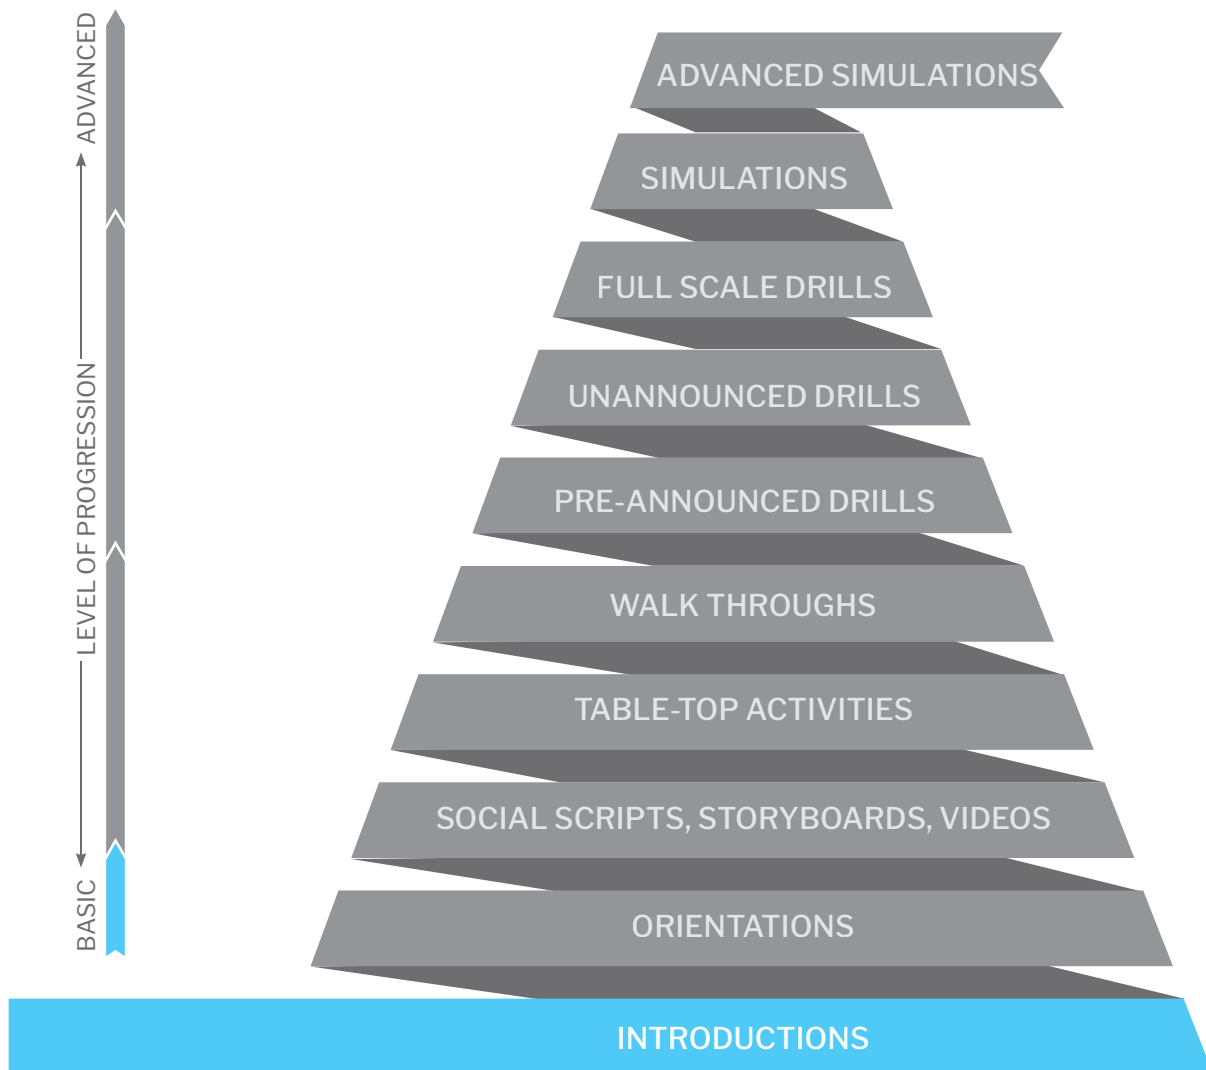 ADVANCED
LEVEL OF PROGRESSION
BASIC
ADVANCED SIMULATIONS
SIMULATIONS
FULL SCALE DRILLS
UNANNOUNCED DRILLS
PRE-ANNOUNCED DRILLS
WALK THROUGHS
TABLE-TOP ACTIVITIES
SOCIAL SCRIPTS, STORYBOARDS, VIDEOS
ORIENTATIONS
INTRODUCTIONS